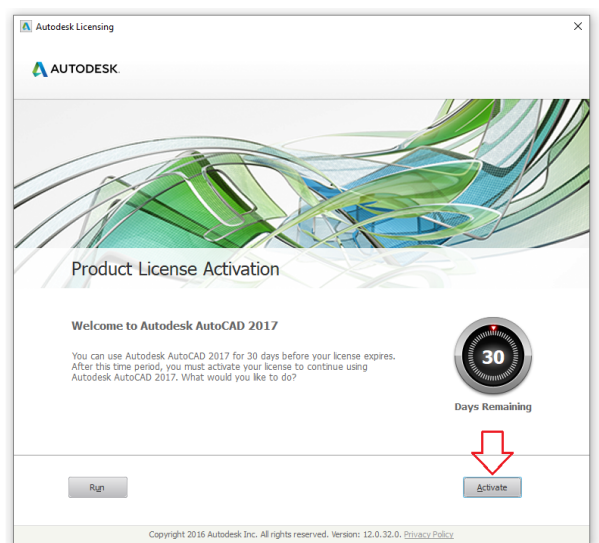 Autodesk Licensing
AUTODESK.
Product License Activation
Welcome to Autodesk AutoCAD 2017
You can use Autodesk AutoCAD 2017 for 30 days before your license expires.
After this time period, you must activate your license to continue using
Autodesk AutoCAD 2017. What would you like to do?
30
Days Remaining
Run
Activate
Copyright 2016 Autodesk Inc. All rights reserved. Version: 12.0.32.0. Privacy Policy